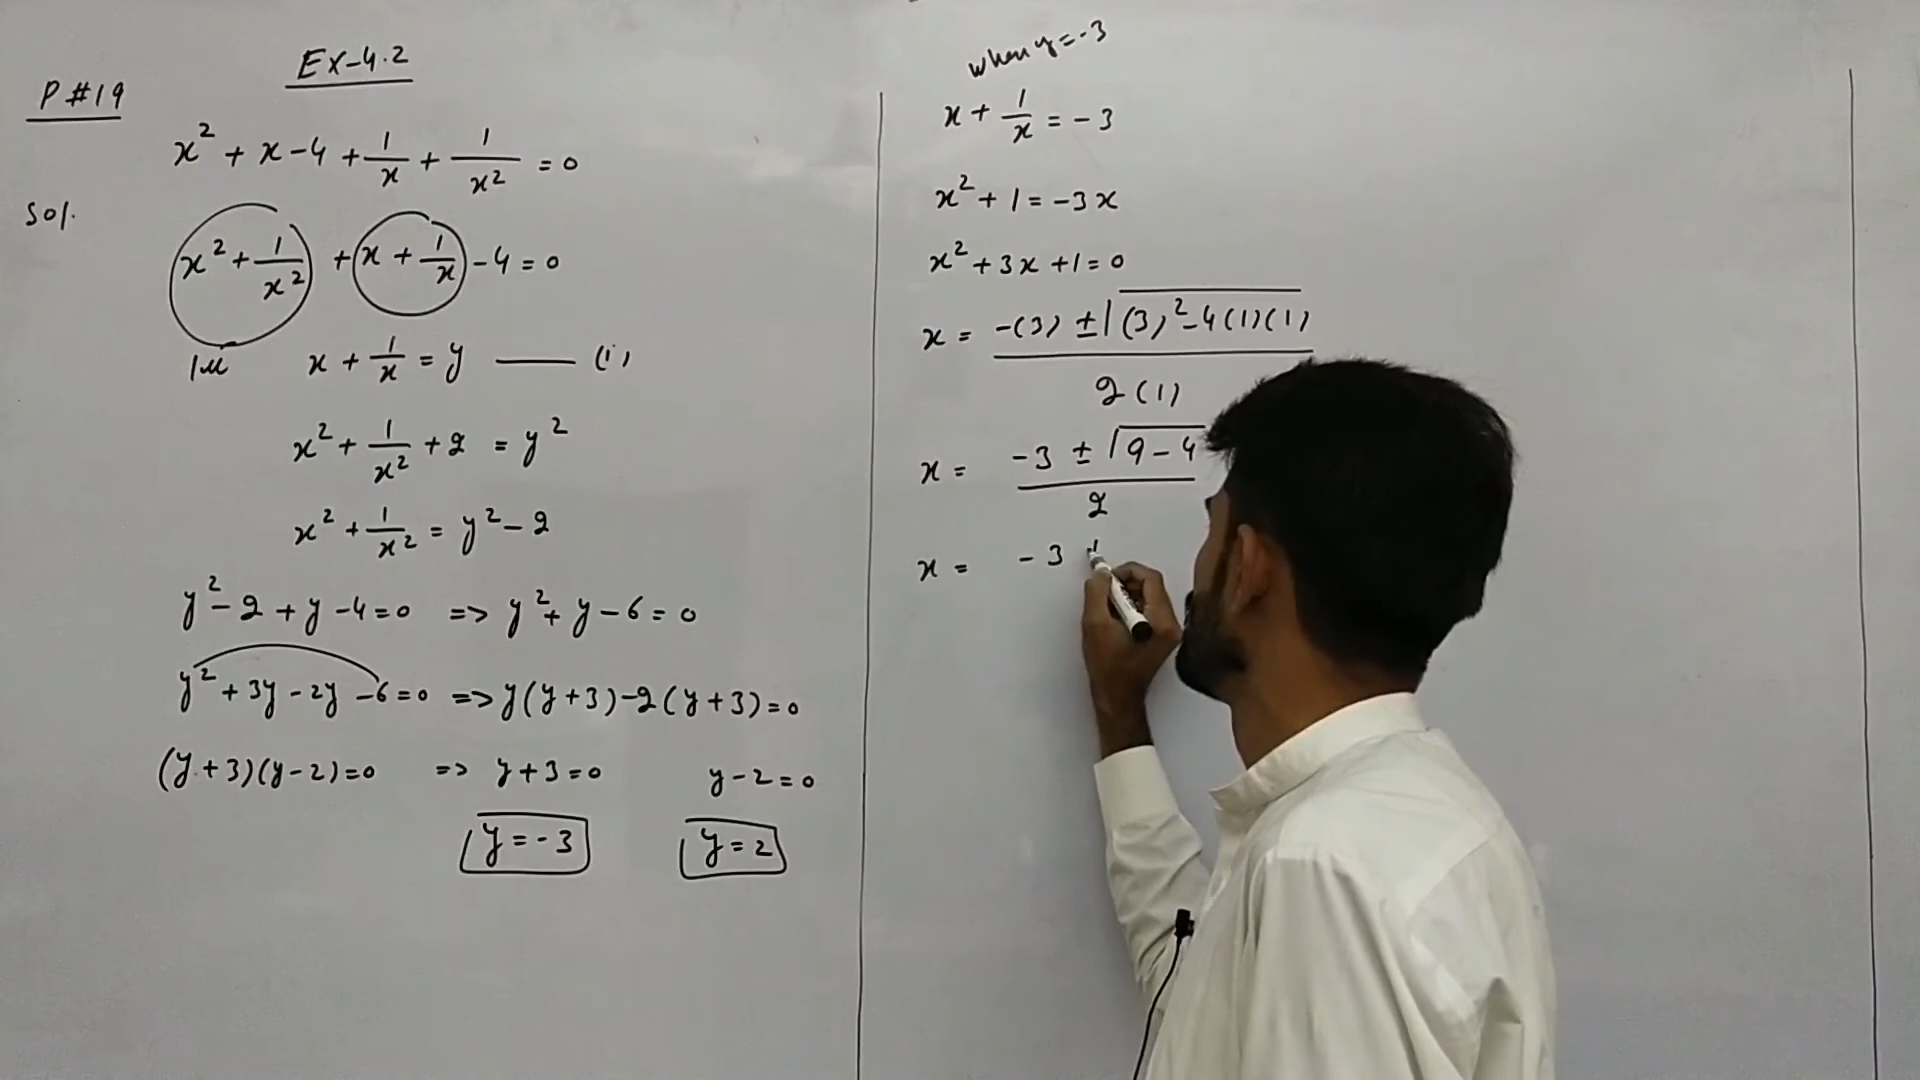 Ex-4.2
P#19
x² + x - 4 + 1/x + 1/x² = 0
Sol.
x² + 1/x² + x + 1/x - 4 = 0
x + 1/x = y —— (i)
x² + 1/x² + 2 = y²
x² + 1/x² = y² - 2
y² - 2 + y - 4 = 0 => y² + y - 6 = 0
y² + 3y - 2y - 6 = 0 => y(y+3) - 2(y+3) = 0
(y+3)(y-2) = 0 => y+3 = 0 y-2 = 0
y = -3 y = 2
when y = -3
x + 1/x = -3
x² + 1 = -3x
x² + 3x + 1 = 0
x = (-(3) ± √((3)² - 4(1)(1))) / 2(1)
x = (-3 ± √(9 - 4)) / 2
x = -3